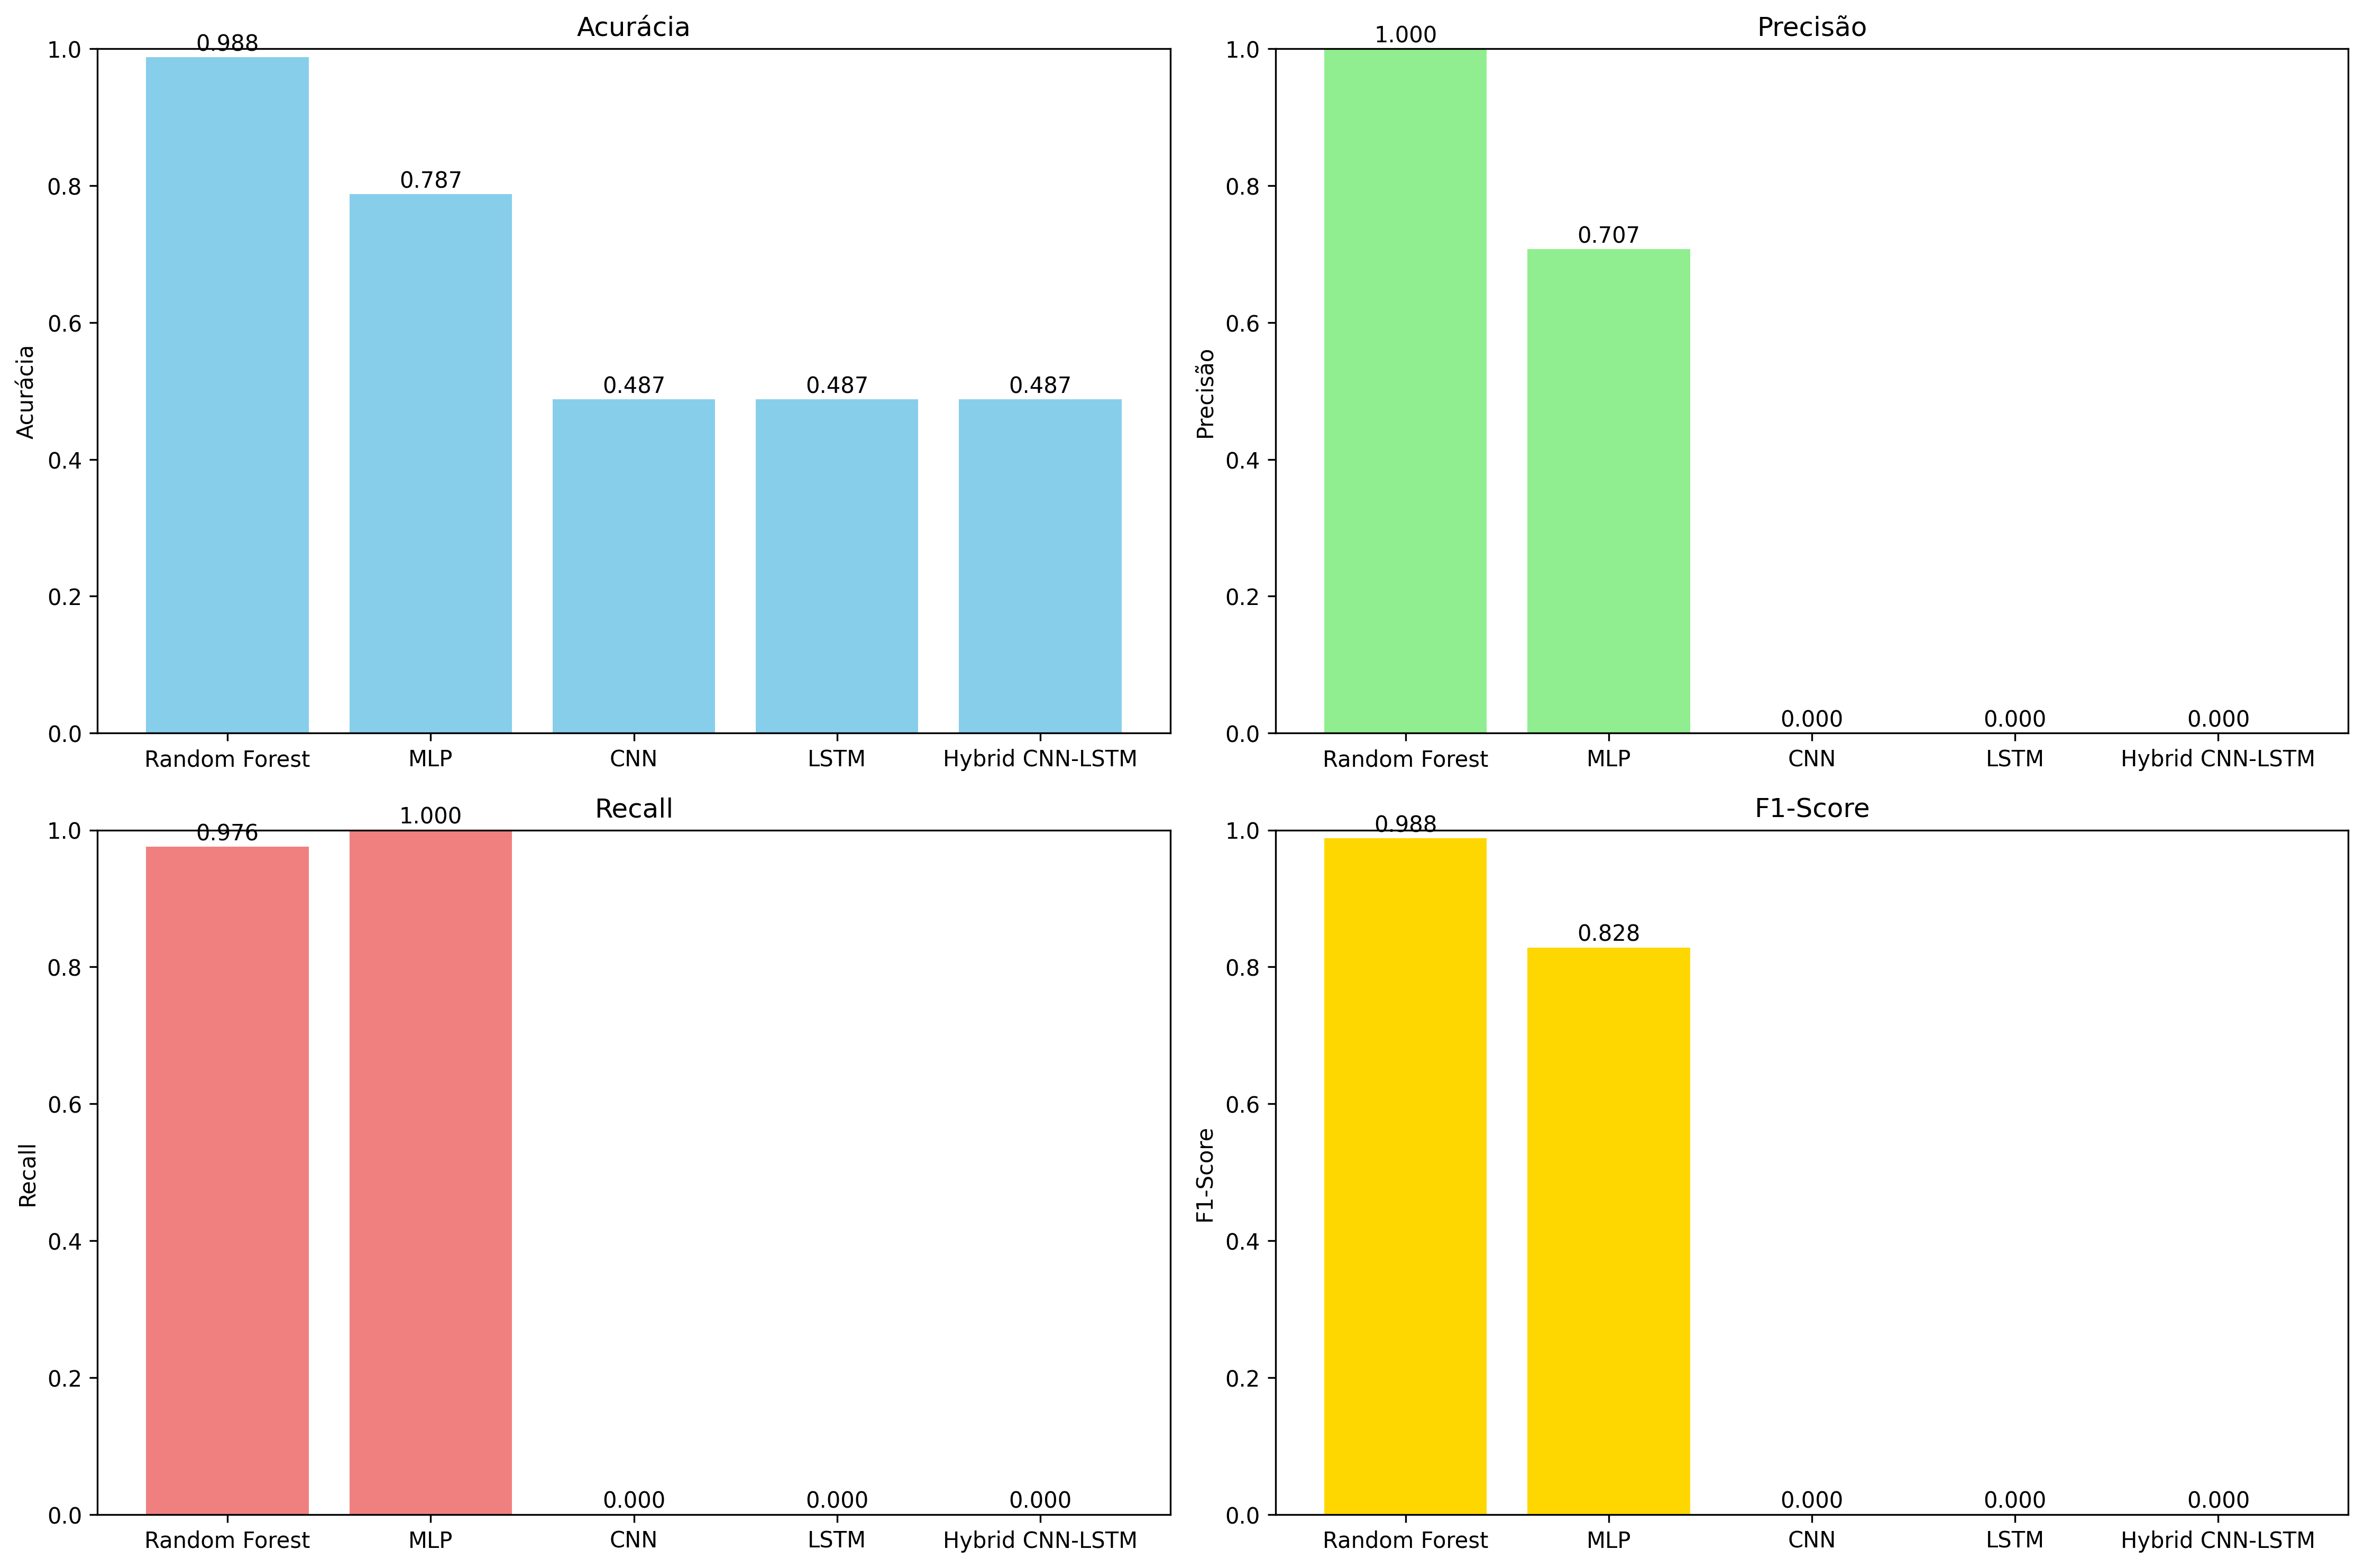 Acurácia
Acurácia
1.0
0.8
0.6
0.4
0.2
0.0
0.988
0.787
0.487
0.487
0.487
Random Forest
MLP
CNN
LSTM
Hybrid CNN-LSTM
Precisão
Precisão
1.0
0.8
0.6
0.4
0.2
0.0
1.000
0.707
0.000
0.000
0.000
Random Forest
MLP
CNN
LSTM
Hybrid CNN-LSTM
Recall
Recall
1.0
0.8
0.6
0.4
0.2
0.0
0.976
1.000
0.000
0.000
0.000
Random Forest
MLP
CNN
LSTM
Hybrid CNN-LSTM
F1-Score
F1-Score
1.0
0.8
0.6
0.4
0.2
0.0
0.988
0.828
0.000
0.000
0.000
Random Forest
MLP
CNN
LSTM
Hybrid CNN-LSTM